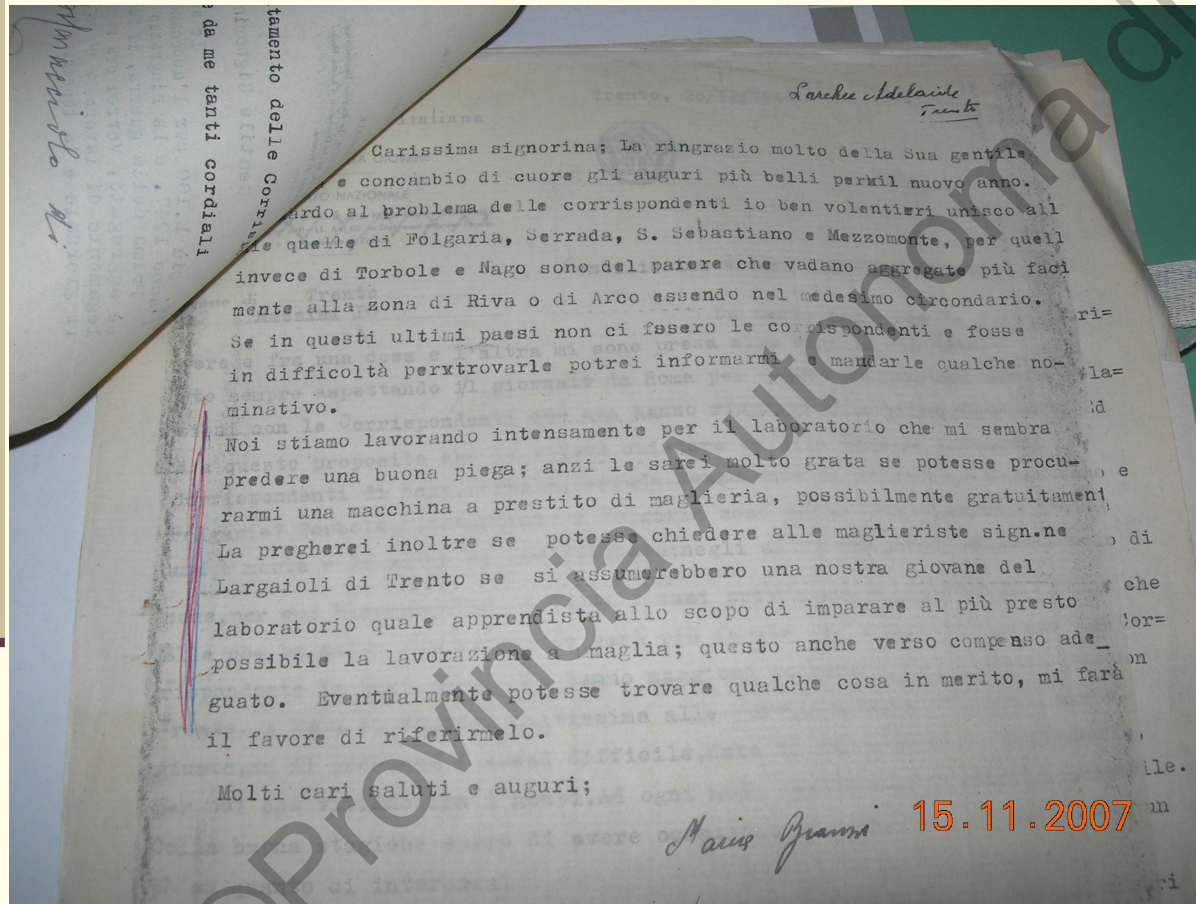 tamento delle Corri
e da me tanti cordiali
Adelaide
Trento
Carissima signorina; La ringrazio molto della Sua gentile
e concambio di cuore gli auguri più belli perxil nuovo anno.
ardo al problema delle corrispondenti io ben volentieri unisco all
quelle di Folgaria, Serrada, S. Sebastiano e Mezzomonte, per quell
invece di Torbole e Nago sono del parere che vadano aggregate più faci
mente alla zona di Riva o di Arco essendo nel medesimo circondario.
Se in questi ultimi paesi non ci fssero le corrispondenti e fosse
in difficoltà perxtrovarle potrei informarmi e mandarle qualche no-
minativo.
Noi stiamo lavorando intensamente per il laboratorio che mi sembra
predere una buona piega; anzi le sarei molto grata se potesse procu-
rarmi una macchina a prestito di maglieria, possibilmente gratuitament
La pregherei inoltre se potesse chiedere alle maglieriste sign.ne
Largaioli di Trento se si assumerebbero una nostra giovane del
laboratorio quale apprendista allo scopo di imparare al più presto
possibile la lavorazione a maglia; questo anche verso compenso ade_
guato. Eventualmente potesse trovare qualche cosa in merito, mi farà
il favore di riferirmelo.
Molti cari saluti e auguri;
Maria
15.11.2007
©Provincia Autonoma di